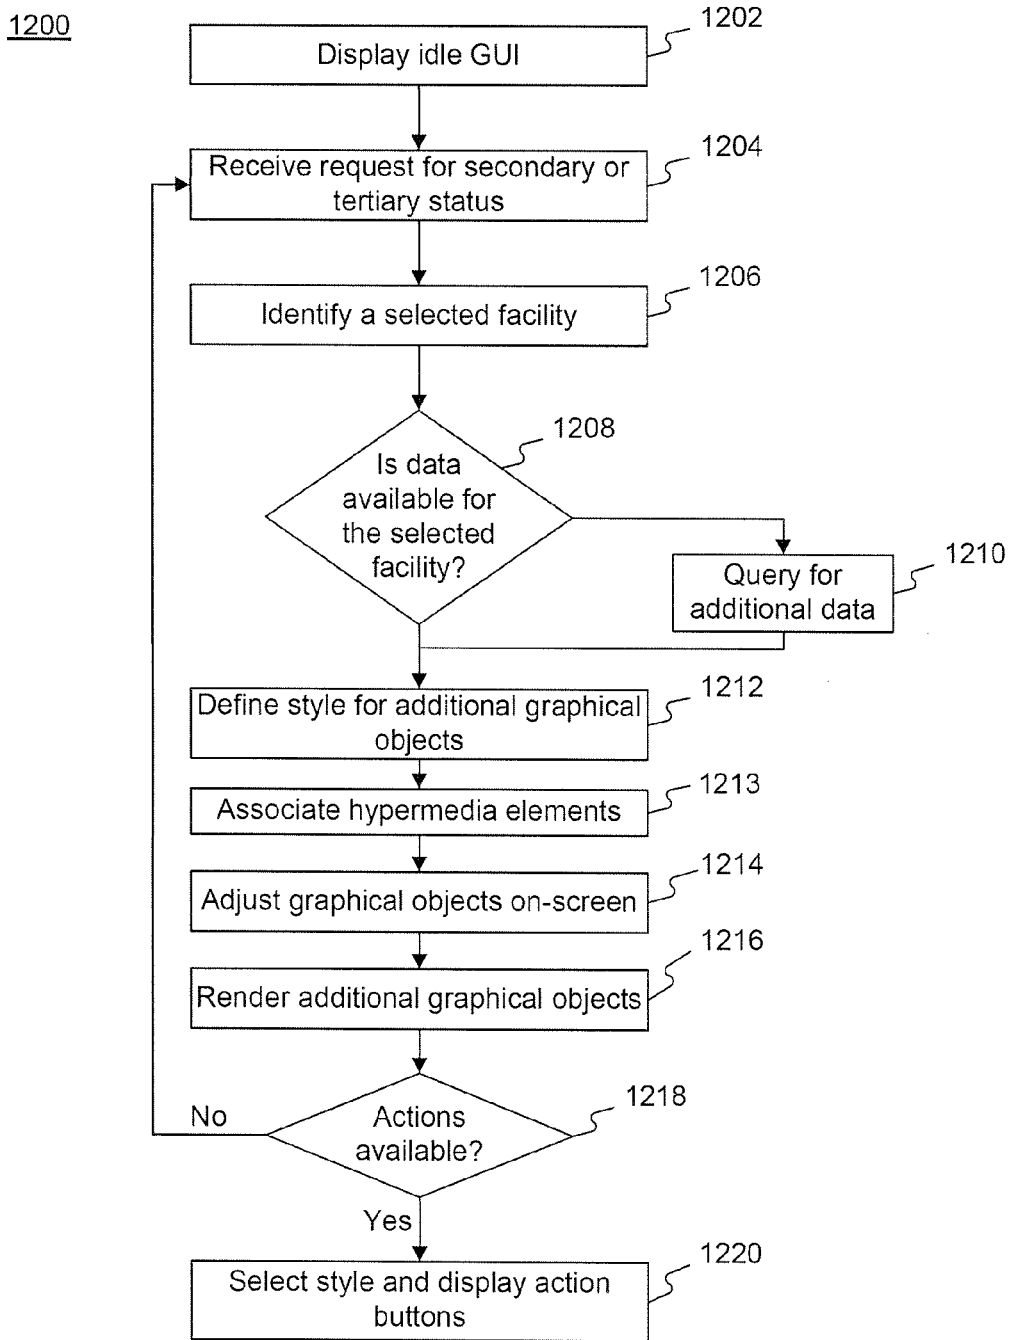 1200
1202
Display idle GUI
1204
Receive request for secondary or
tertiary status
1206
Identify a selected facility
1208
Is data
available for
the selected
facility?
1210
Query for
additional data
1212
Define style for additional graphical
objects
1213
Associate hypermedia elements
1214
Adjust graphical objects on-screen
1216
Render additional graphical objects
1218
No
Actions
available?
Yes
1220
Select style and display action
buttons